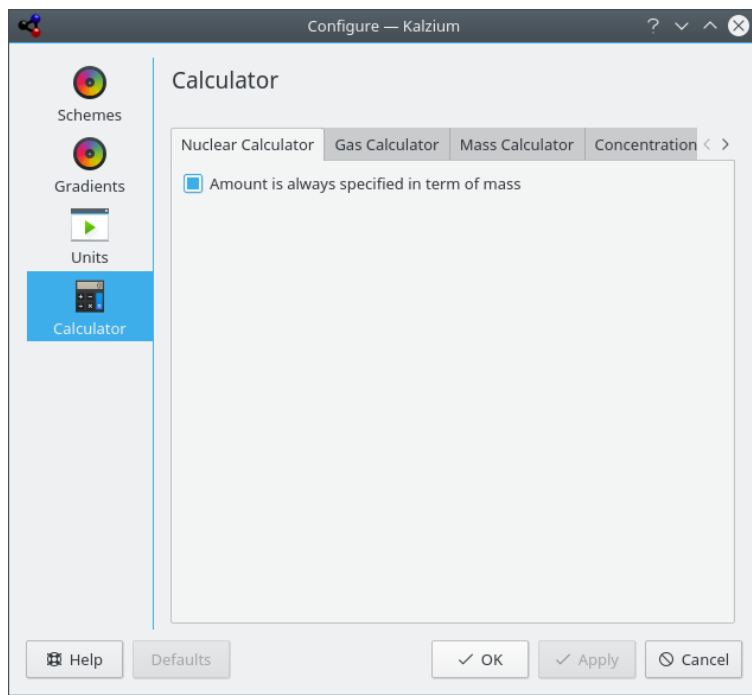 Configure — Kalzium
Schemes
Gradients
Units
Calculator
Calculator
Nuclear Calculator Gas Calculator Mass Calculator Concentration
Amount is always specified in term of mass
Help Defaults OK Apply Cancel